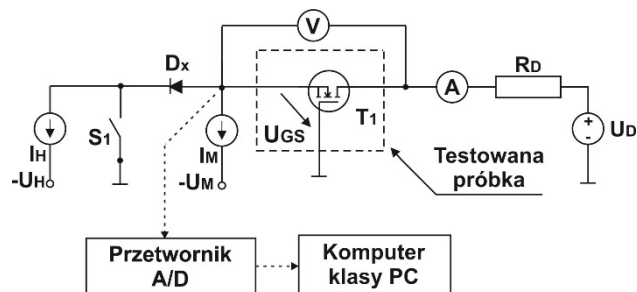 V
Dx
A
RD
S1
IH
IM
UGS
T1
UD
-UH
-UM
Testowana
próbka
Przetwornik
A/D
Komputer
klasy PC